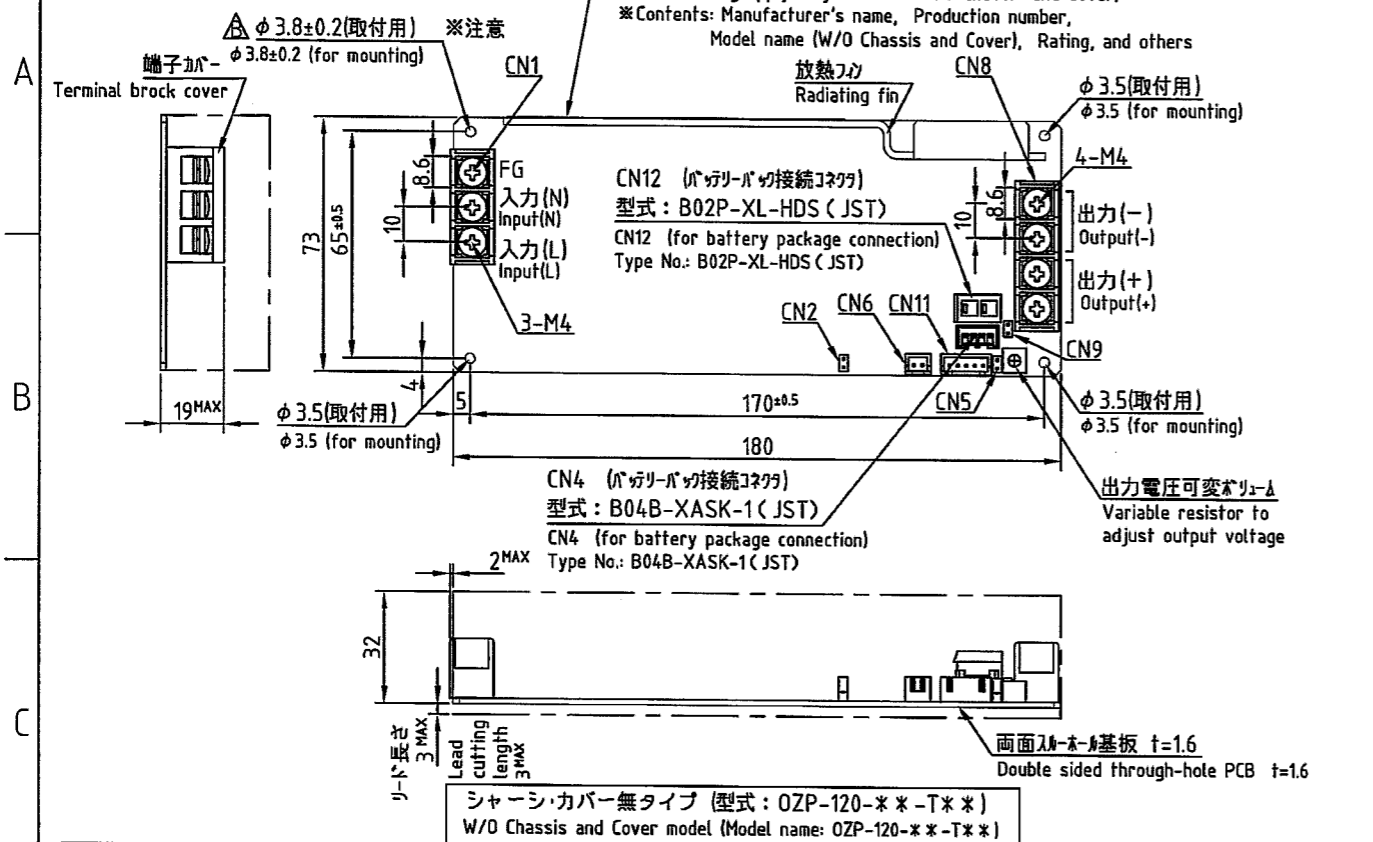 ※Contents: Manufacturer's name, Production number,
Model name (W/O Chassis and Cover), Rating, and others
A
B
C
B φ3.8±0.2(取付用) ※注意
φ3.8±0.2 (for mounting)
端子カバー
Terminal brock cover
CN1
放熱フィン
Radiating fin
CN8
φ3.5(取付用)
φ3.5 (for mounting)
4-M4
8.6
10
FG
入力(N)
Input(N)
入力(L)
Input(L)
3-M4
73
65±0.5
4
CN12 (バッテリーパック接続コネクタ)
型式:B02P-XL-HDS(JST)
CN12 (for battery package connection)
Type No.: B02P-XL-HDS(JST)
10
8.6
出力(-)
Output(-)
出力(+)
Output(+)
CN2
CN6
CN11
CN9
CN5
19MAX
φ3.5(取付用)
φ3.5 (for mounting)
5
170±0.5
180
φ3.5(取付用)
φ3.5 (for mounting)
CN4 (バッテリーパック接続コネクタ)
型式:B04B-XASK-1(JST)
CN4 (for battery package connection)
Type No.: B04B-XASK-1(JST)
出力電圧可変ボリューム
Variable resistor to
adjust output voltage
2MAX
32
リード長さ
3MAX
Lead
cutting
length
3MAX
両面スルーホール基板 t=1.6
Double sided through-hole PCB t=1.6
シャーシ・カバー無タイプ (型式:OZP-120-**-T**)
W/O Chassis and Cover model (Model name: OZP-120-**-T**)